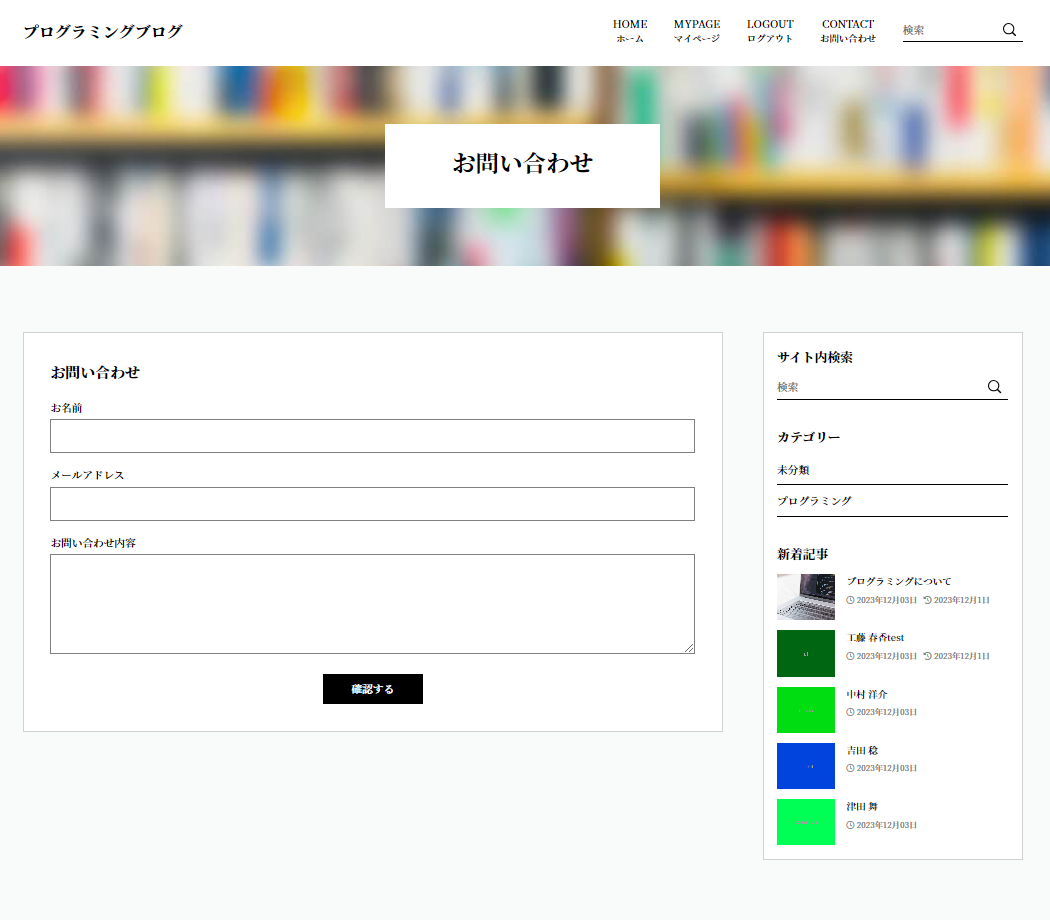 プログラミングブログ
HOME
ホーム
MYPAGE
マイページ
LOGOUT
ログアウト
CONTACT
お問い合わせ
検索
お問い合わせ
お問い合わせ
お名前
メールアドレス
お問い合わせ内容
確認する
サイト内検索
検索
カテゴリー
未分類
プログラミング
新着記事
プログラミングについて
2023年12月03日 2023年12月1日
工藤 春香test
2023年12月03日 2023年12月1日
中村 洋介
2023年12月03日
吉田 稔
2023年12月03日
津田 舞
2023年12月03日